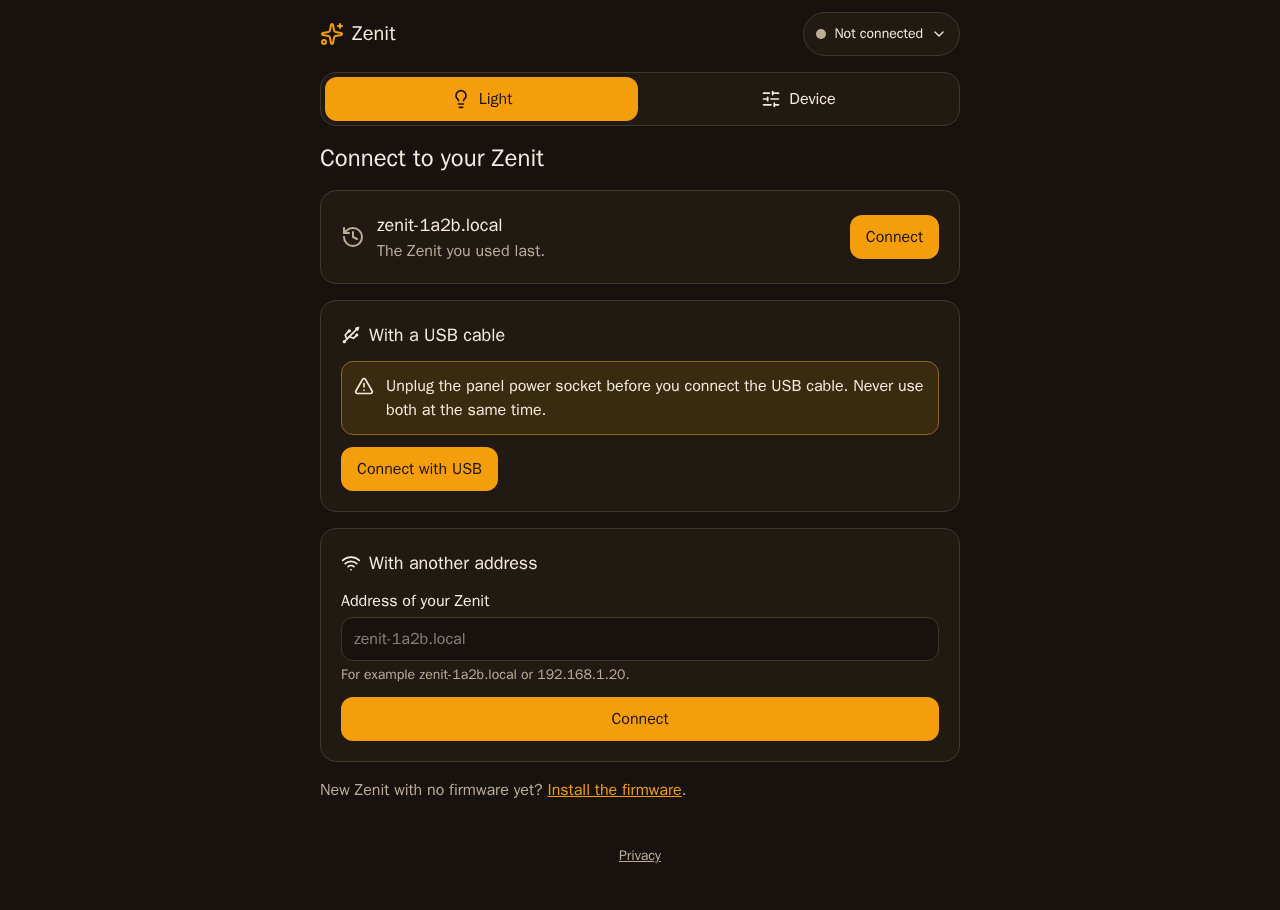 Zenit
Not connected
Light
Device
Connect to your Zenit
zenit-1a2b.local
The Zenit you used last.
Connect
With a USB cable
Unplug the panel power socket before you connect the USB cable. Never use
both at the same time.
Connect with USB
With another address
Address of your Zenit
zenit-1a2b.local
For example zenit-1a2b.local or 192.168.1.20.
Connect
New Zenit with no firmware yet? Install the firmware.
Privacy